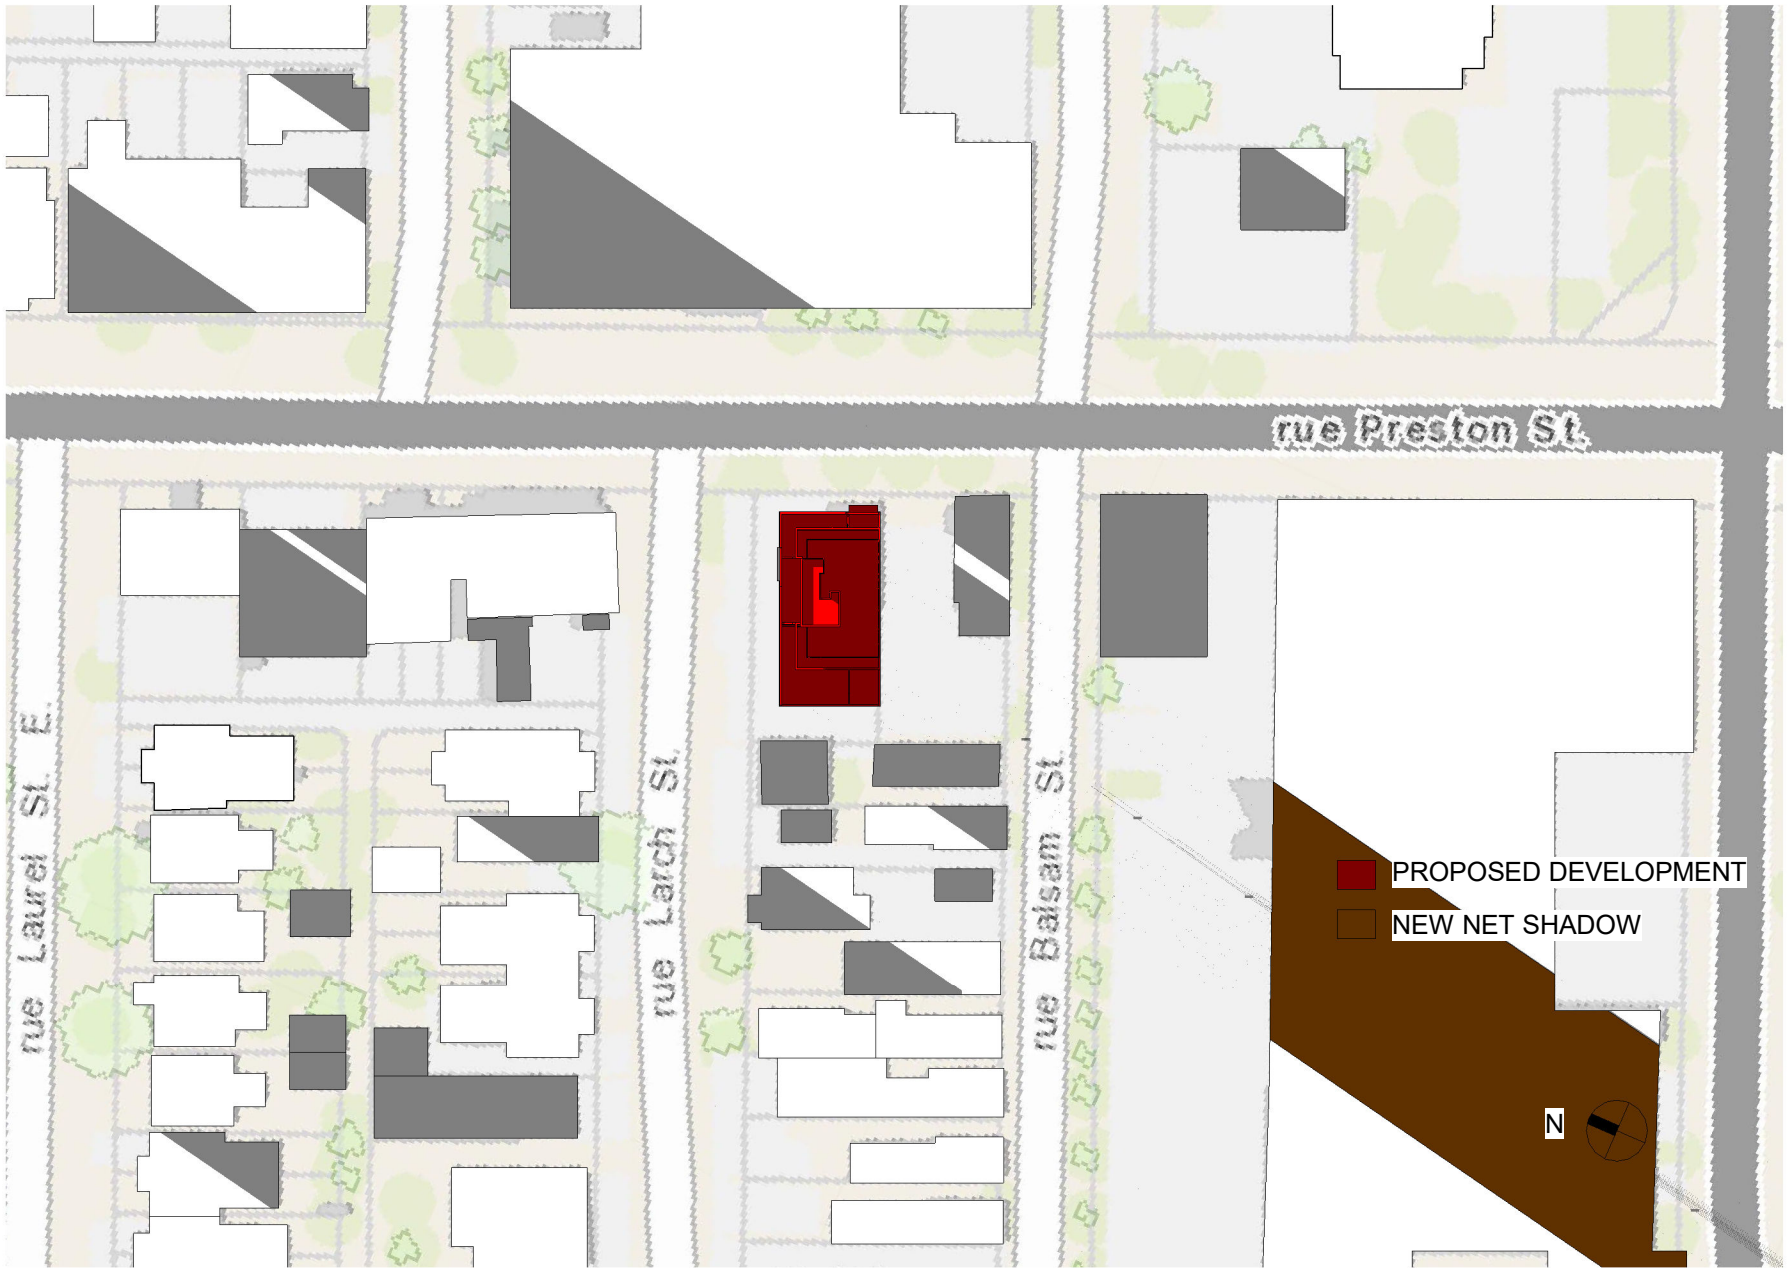 rue Preston St.
rue Laurel St. E.
rue Larch St.
rue Balsam St.
PROPOSED DEVELOPMENT
NEW NET SHADOW
N